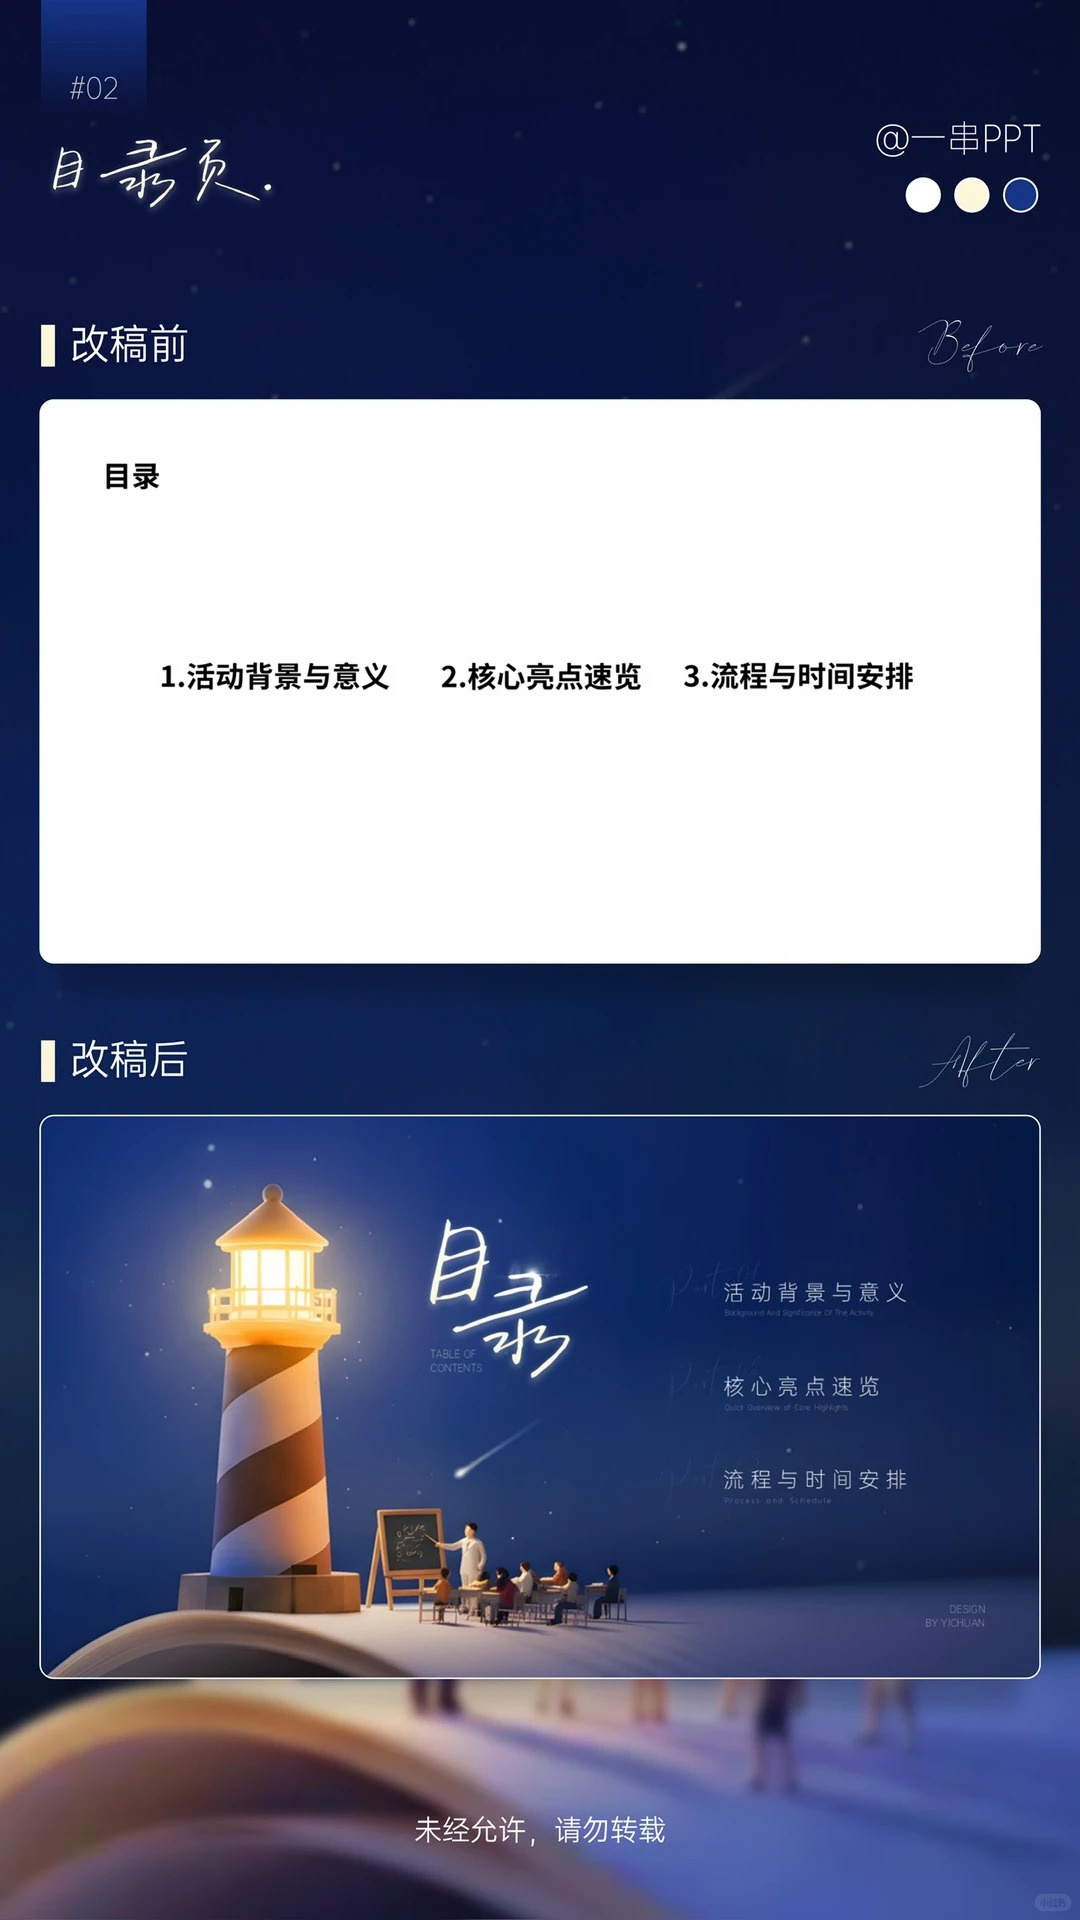 #02
目录页.
@一串PPT
改稿前
Before
目录
1.活动背景与意义 2.核心亮点速览 3.流程与时间安排
改稿后
After
目录
TABLE OF
CONTENTS
活动背景与意义
Background And Significance Of The Activity
核心亮点速览
Quick Overview of Core Highlights
流程与时间安排
Process and Schedule
DESIGN
BY YICHUAN
未经允许，请勿转载
小红书